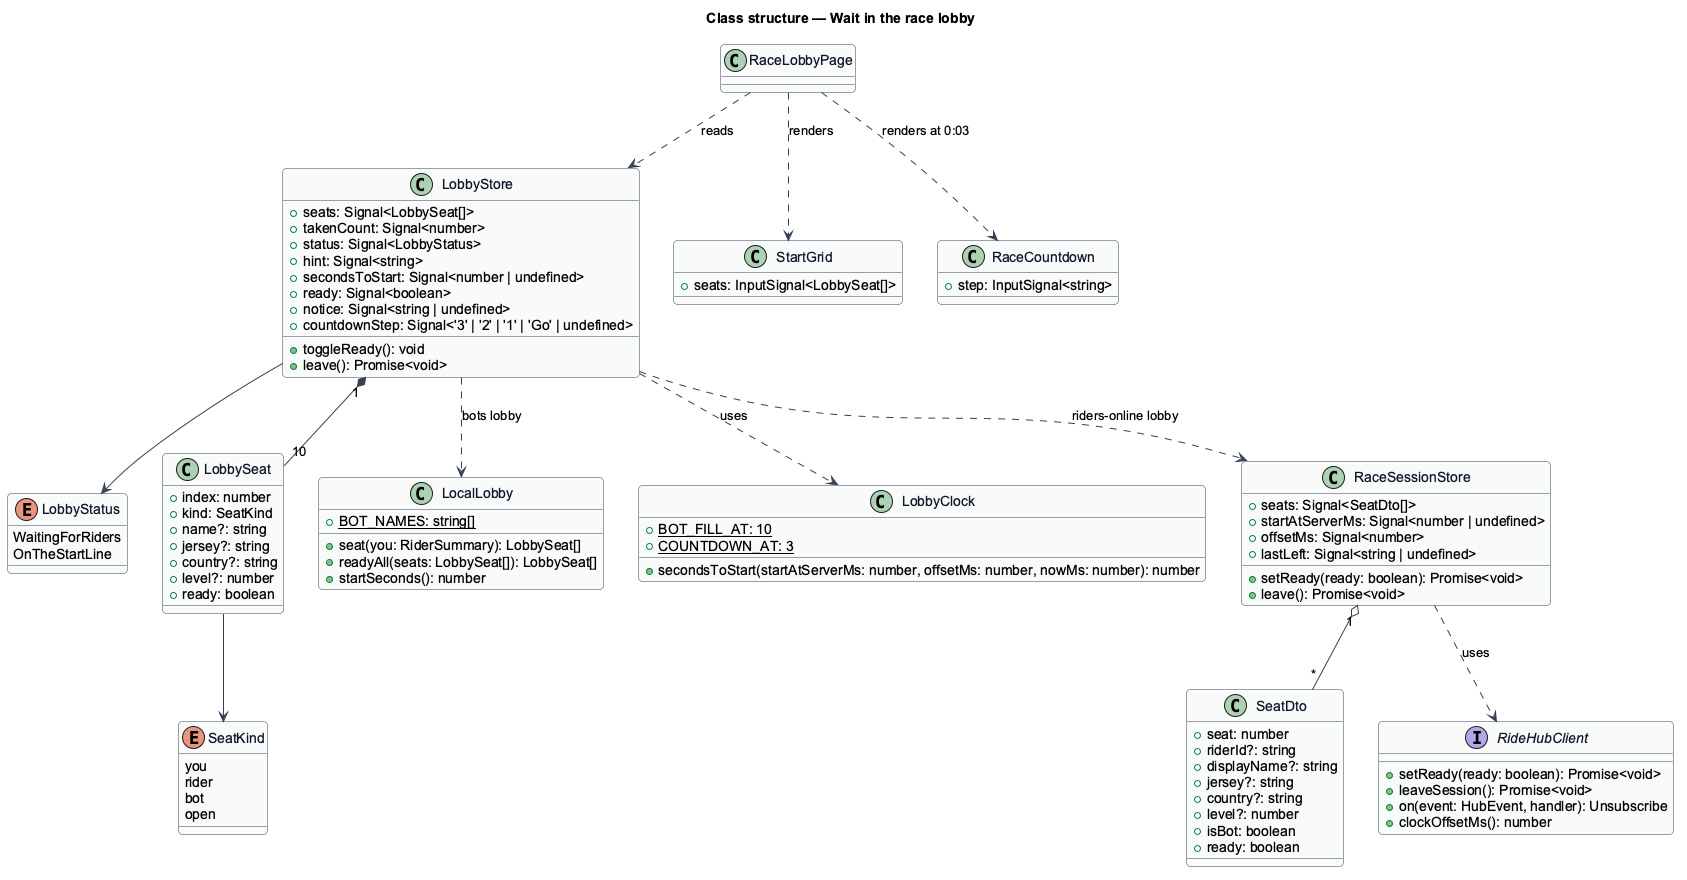 Class structure — Wait in the race lobby
C RaceLobbyPage
reads
renders
renders at 0:03
C LobbyStore
seats: Signal<LobbySeat[]>
takenCount: Signal<number>
status: Signal<LobbyStatus>
hint: Signal<string>
secondsToStart: Signal<number | undefined>
ready: Signal<boolean>
notice: Signal<string | undefined>
countdownStep: Signal<'3' | '2' | '1' | 'Go' | undefined>
toggleReady(): void
leave(): Promise<void>
C StartGrid
seats: InputSignal<LobbySeat[]>
C RaceCountdown
step: InputSignal<string>
1
10
bots lobby
uses
riders-online lobby
E LobbyStatus
WaitingForRiders
OnTheStartLine
C LobbySeat
index: number
kind: SeatKind
name?: string
jersey?: string
country?: string
level?: number
ready: boolean
C LocalLobby
BOT_NAMES: string[]
seat(you: RiderSummary): LobbySeat[]
readyAll(seats: LobbySeat[]): LobbySeat[]
startSeconds(): number
C LobbyClock
BOT_FILL_AT: 10
COUNTDOWN_AT: 3
secondsToStart(startAtServerMs: number, offsetMs: number, nowMs: number): number
C RaceSessionStore
seats: Signal<SeatDto[]>
startAtServerMs: Signal<number | undefined>
offsetMs: Signal<number>
lastLeft: Signal<string | undefined>
setReady(ready: boolean): Promise<void>
leave(): Promise<void>
1
*
uses
E SeatKind
you
rider
bot
open
C SeatDto
seat: number
riderId?: string
displayName?: string
jersey?: string
country?: string
level?: number
isBot: boolean
ready: boolean
I RideHubClient
setReady(ready: boolean): Promise<void>
leaveSession(): Promise<void>
on(event: HubEvent, handler): Unsubscribe
clockOffsetMs(): number